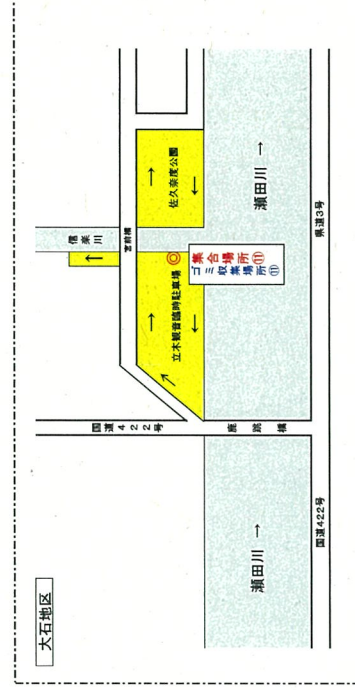 大石地区
国道422号
信楽川
宮前橋
佐久奈度公園
立木観音臨時駐車場
◎
集合場所⑪
ゴミ収集場所⑪
鹿跳橋
瀬田川
瀬田川
国道422号
県道3号